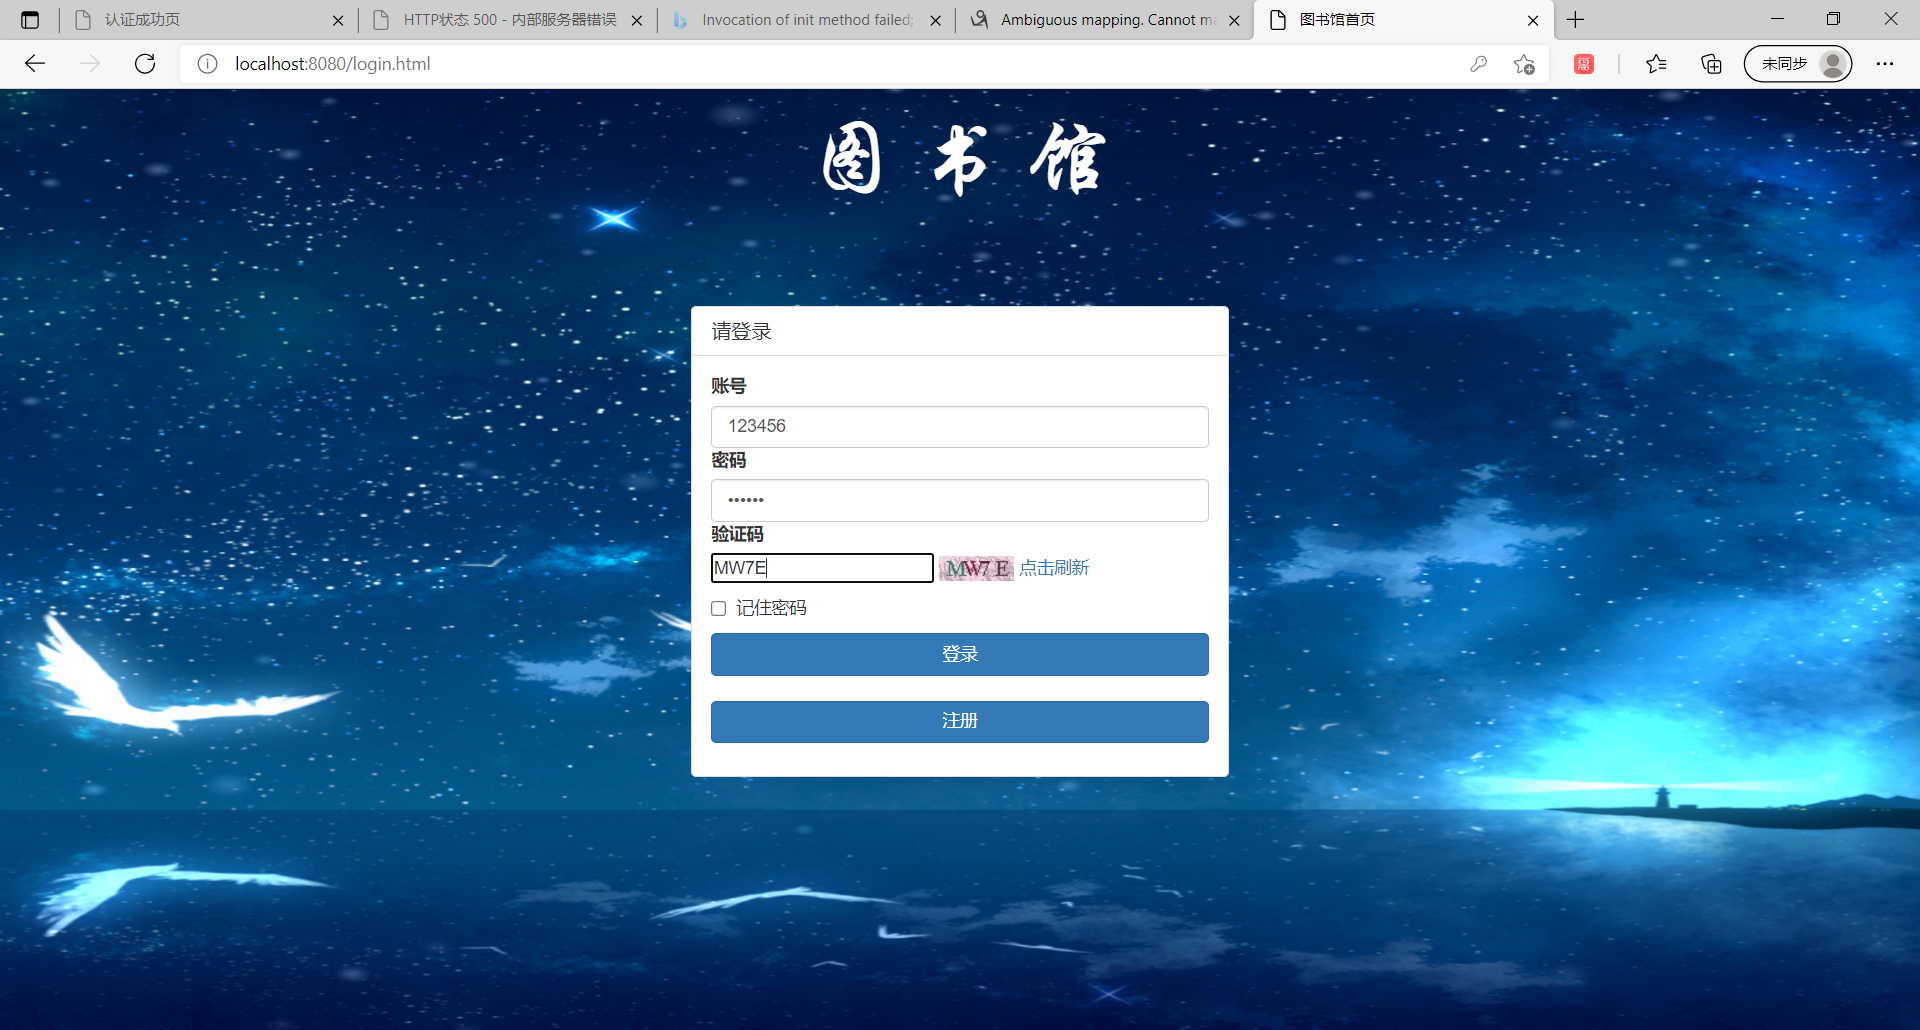 认证成功页
HTTP状态 500 - 内部服务器错误
Invocation of init method failed;
Ambiguous mapping. Cannot ma
图书馆首页
localhost:8080/login.html
惠
未同步
图书馆
请登录
账号
123456
密码
••••••
验证码
MW7E MW7E 点击刷新
记住密码
登录
注册